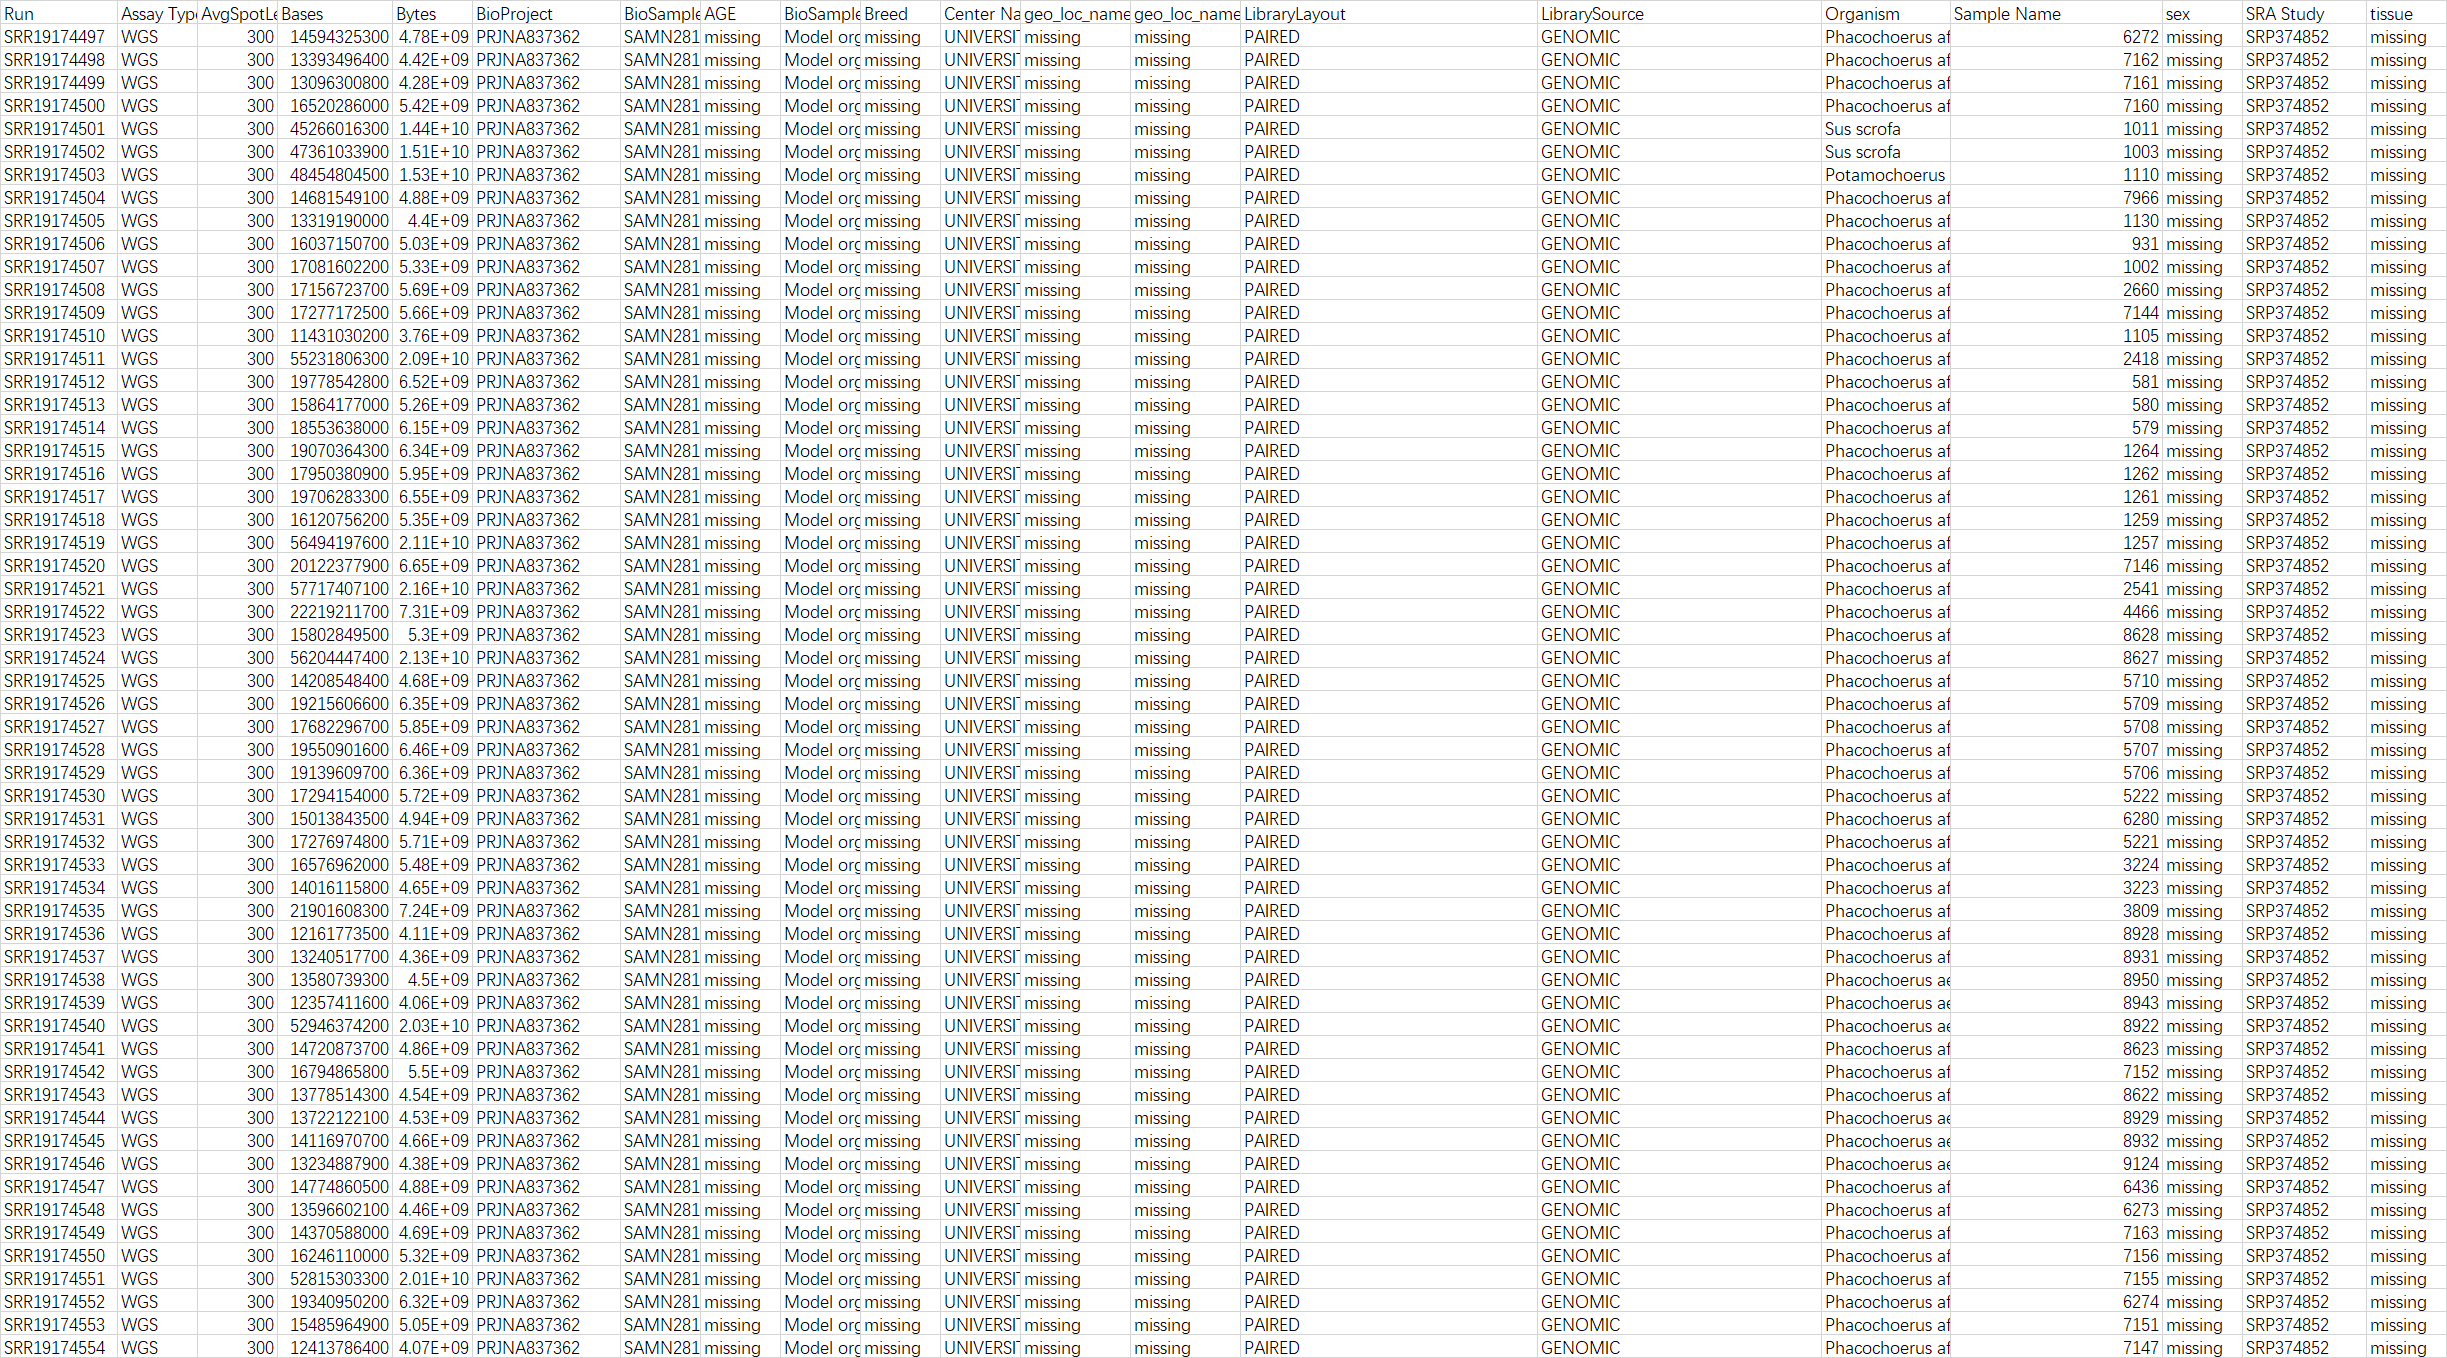 Run Assay Typ AvgSpotLe Bases Bytes BioProject BioSample AGE BioSample Breed Center Na geo_loc_name geo_loc_name LibraryLayout LibrarySource Organism Sample Name sex SRA Study tissue
SRR19174497 WGS 300 14594325300 4.78E+09 PRJNA837362 SAMN281 missing Model org missing UNIVERSIT missing missing PAIRED GENOMIC Phacochoerus af 6272 missing SRP374852 missing
SRR19174498 WGS 300 13393496400 4.42E+09 PRJNA837362 SAMN281 missing Model org missing UNIVERSIT missing missing PAIRED GENOMIC Phacochoerus af 7162 missing SRP374852 missing
SRR19174499 WGS 300 13096300800 4.28E+09 PRJNA837362 SAMN281 missing Model org missing UNIVERSIT missing missing PAIRED GENOMIC Phacochoerus af 7161 missing SRP374852 missing
SRR19174500 WGS 300 16520286000 5.42E+09 PRJNA837362 SAMN281 missing Model org missing UNIVERSIT missing missing PAIRED GENOMIC Phacochoerus af 7160 missing SRP374852 missing
SRR19174501 WGS 300 45266016300 1.44E+10 PRJNA837362 SAMN281 missing Model org missing UNIVERSIT missing missing PAIRED GENOMIC Sus scrofa 1011 missing SRP374852 missing
SRR19174502 WGS 300 47361033900 1.51E+10 PRJNA837362 SAMN281 missing Model org missing UNIVERSIT missing missing PAIRED GENOMIC Sus scrofa 1003 missing SRP374852 missing
SRR19174503 WGS 300 48454804500 1.53E+10 PRJNA837362 SAMN281 missing Model org missing UNIVERSIT missing missing PAIRED GENOMIC Potamochoerus 1110 missing SRP374852 missing
SRR19174504 WGS 300 14681549100 4.88E+09 PRJNA837362 SAMN281 missing Model org missing UNIVERSIT missing missing PAIRED GENOMIC Phacochoerus af 7966 missing SRP374852 missing
SRR19174505 WGS 300 13319190000 4.4E+09 PRJNA837362 SAMN281 missing Model org missing UNIVERSIT missing missing PAIRED GENOMIC Phacochoerus af 1130 missing SRP374852 missing
SRR19174506 WGS 300 16037150700 5.03E+09 PRJNA837362 SAMN281 missing Model org missing UNIVERSIT missing missing PAIRED GENOMIC Phacochoerus af 931 missing SRP374852 missing
SRR19174507 WGS 300 17081602200 5.33E+09 PRJNA837362 SAMN281 missing Model org missing UNIVERSIT missing missing PAIRED GENOMIC Phacochoerus af 1002 missing SRP374852 missing
SRR19174508 WGS 300 17156723700 5.69E+09 PRJNA837362 SAMN281 missing Model org missing UNIVERSIT missing missing PAIRED GENOMIC Phacochoerus af 2660 missing SRP374852 missing
SRR19174509 WGS 300 17277172500 5.66E+09 PRJNA837362 SAMN281 missing Model org missing UNIVERSIT missing missing PAIRED GENOMIC Phacochoerus af 7144 missing SRP374852 missing
SRR19174510 WGS 300 11431030200 3.76E+09 PRJNA837362 SAMN281 missing Model org missing UNIVERSIT missing missing PAIRED GENOMIC Phacochoerus af 1105 missing SRP374852 missing
SRR19174511 WGS 300 55231806300 2.09E+10 PRJNA837362 SAMN281 missing Model org missing UNIVERSIT missing missing PAIRED GENOMIC Phacochoerus af 2418 missing SRP374852 missing
SRR19174512 WGS 300 19778542800 6.52E+09 PRJNA837362 SAMN281 missing Model org missing UNIVERSIT missing missing PAIRED GENOMIC Phacochoerus af 581 missing SRP374852 missing
SRR19174513 WGS 300 15864177000 5.26E+09 PRJNA837362 SAMN281 missing Model org missing UNIVERSIT missing missing PAIRED GENOMIC Phacochoerus af 580 missing SRP374852 missing
SRR19174514 WGS 300 18553638000 6.15E+09 PRJNA837362 SAMN281 missing Model org missing UNIVERSIT missing missing PAIRED GENOMIC Phacochoerus af 579 missing SRP374852 missing
SRR19174515 WGS 300 19070364300 6.34E+09 PRJNA837362 SAMN281 missing Model org missing UNIVERSIT missing missing PAIRED GENOMIC Phacochoerus af 1264 missing SRP374852 missing
SRR19174516 WGS 300 17950380900 5.95E+09 PRJNA837362 SAMN281 missing Model org missing UNIVERSIT missing missing PAIRED GENOMIC Phacochoerus af 1262 missing SRP374852 missing
SRR19174517 WGS 300 19706283300 6.55E+09 PRJNA837362 SAMN281 missing Model org missing UNIVERSIT missing missing PAIRED GENOMIC Phacochoerus af 1261 missing SRP374852 missing
SRR19174518 WGS 300 16120756200 5.35E+09 PRJNA837362 SAMN281 missing Model org missing UNIVERSIT missing missing PAIRED GENOMIC Phacochoerus af 1259 missing SRP374852 missing
SRR19174519 WGS 300 56494197600 2.11E+10 PRJNA837362 SAMN281 missing Model org missing UNIVERSIT missing missing PAIRED GENOMIC Phacochoerus af 1257 missing SRP374852 missing
SRR19174520 WGS 300 20122377900 6.65E+09 PRJNA837362 SAMN281 missing Model org missing UNIVERSIT missing missing PAIRED GENOMIC Phacochoerus af 7146 missing SRP374852 missing
SRR19174521 WGS 300 57717407100 2.16E+10 PRJNA837362 SAMN281 missing Model org missing UNIVERSIT missing missing PAIRED GENOMIC Phacochoerus af 2541 missing SRP374852 missing
SRR19174522 WGS 300 22219211700 7.31E+09 PRJNA837362 SAMN281 missing Model org missing UNIVERSIT missing missing PAIRED GENOMIC Phacochoerus af 4466 missing SRP374852 missing
SRR19174523 WGS 300 15802849500 5.3E+09 PRJNA837362 SAMN281 missing Model org missing UNIVERSIT missing missing PAIRED GENOMIC Phacochoerus af 8628 missing SRP374852 missing
SRR19174524 WGS 300 56204447400 2.13E+10 PRJNA837362 SAMN281 missing Model org missing UNIVERSIT missing missing PAIRED GENOMIC Phacochoerus af 8627 missing SRP374852 missing
SRR19174525 WGS 300 14208548400 4.68E+09 PRJNA837362 SAMN281 missing Model org missing UNIVERSIT missing missing PAIRED GENOMIC Phacochoerus af 5710 missing SRP374852 missing
SRR19174526 WGS 300 19215606600 6.35E+09 PRJNA837362 SAMN281 missing Model org missing UNIVERSIT missing missing PAIRED GENOMIC Phacochoerus af 5709 missing SRP374852 missing
SRR19174527 WGS 300 17682296700 5.85E+09 PRJNA837362 SAMN281 missing Model org missing UNIVERSIT missing missing PAIRED GENOMIC Phacochoerus af 5708 missing SRP374852 missing
SRR19174528 WGS 300 19550901600 6.46E+09 PRJNA837362 SAMN281 missing Model org missing UNIVERSIT missing missing PAIRED GENOMIC Phacochoerus af 5707 missing SRP374852 missing
SRR19174529 WGS 300 19139609700 6.36E+09 PRJNA837362 SAMN281 missing Model org missing UNIVERSIT missing missing PAIRED GENOMIC Phacochoerus af 5706 missing SRP374852 missing
SRR19174530 WGS 300 17294154000 5.72E+09 PRJNA837362 SAMN281 missing Model org missing UNIVERSIT missing missing PAIRED GENOMIC Phacochoerus af 5222 missing SRP374852 missing
SRR19174531 WGS 300 15013843500 4.94E+09 PRJNA837362 SAMN281 missing Model org missing UNIVERSIT missing missing PAIRED GENOMIC Phacochoerus af 6280 missing SRP374852 missing
SRR19174532 WGS 300 17276974800 5.71E+09 PRJNA837362 SAMN281 missing Model org missing UNIVERSIT missing missing PAIRED GENOMIC Phacochoerus af 5221 missing SRP374852 missing
SRR19174533 WGS 300 16576962000 5.48E+09 PRJNA837362 SAMN281 missing Model org missing UNIVERSIT missing missing PAIRED GENOMIC Phacochoerus af 3224 missing SRP374852 missing
SRR19174534 WGS 300 14016115800 4.65E+09 PRJNA837362 SAMN281 missing Model org missing UNIVERSIT missing missing PAIRED GENOMIC Phacochoerus af 3223 missing SRP374852 missing
SRR19174535 WGS 300 21901608300 7.24E+09 PRJNA837362 SAMN281 missing Model org missing UNIVERSIT missing missing PAIRED GENOMIC Phacochoerus af 3809 missing SRP374852 missing
SRR19174536 WGS 300 12161773500 4.11E+09 PRJNA837362 SAMN281 missing Model org missing UNIVERSIT missing missing PAIRED GENOMIC Phacochoerus af 8928 missing SRP374852 missing
SRR19174537 WGS 300 13240517700 4.36E+09 PRJNA837362 SAMN281 missing Model org missing UNIVERSIT missing missing PAIRED GENOMIC Phacochoerus af 8931 missing SRP374852 missing
SRR19174538 WGS 300 13580739300 4.5E+09 PRJNA837362 SAMN281 missing Model org missing UNIVERSIT missing missing PAIRED GENOMIC Phacochoerus ae 8950 missing SRP374852 missing
SRR19174539 WGS 300 12357411600 4.06E+09 PRJNA837362 SAMN281 missing Model org missing UNIVERSIT missing missing PAIRED GENOMIC Phacochoerus ae 8943 missing SRP374852 missing
SRR19174540 WGS 300 52946374200 2.03E+10 PRJNA837362 SAMN281 missing Model org missing UNIVERSIT missing missing PAIRED GENOMIC Phacochoerus ae 8922 missing SRP374852 missing
SRR19174541 WGS 300 14720873700 4.86E+09 PRJNA837362 SAMN281 missing Model org missing UNIVERSIT missing missing PAIRED GENOMIC Phacochoerus af 8623 missing SRP374852 missing
SRR19174542 WGS 300 16794865800 5.5E+09 PRJNA837362 SAMN281 missing Model org missing UNIVERSIT missing missing PAIRED GENOMIC Phacochoerus af 7152 missing SRP374852 missing
SRR19174543 WGS 300 13778514300 4.54E+09 PRJNA837362 SAMN281 missing Model org missing UNIVERSIT missing missing PAIRED GENOMIC Phacochoerus af 8622 missing SRP374852 missing
SRR19174544 WGS 300 13722122100 4.53E+09 PRJNA837362 SAMN281 missing Model org missing UNIVERSIT missing missing PAIRED GENOMIC Phacochoerus ae 8929 missing SRP374852 missing
SRR19174545 WGS 300 14116970700 4.66E+09 PRJNA837362 SAMN281 missing Model org missing UNIVERSIT missing missing PAIRED GENOMIC Phacochoerus ae 8932 missing SRP374852 missing
SRR19174546 WGS 300 13234887900 4.38E+09 PRJNA837362 SAMN281 missing Model org missing UNIVERSIT missing missing PAIRED GENOMIC Phacochoerus ae 9124 missing SRP374852 missing
SRR19174547 WGS 300 14774860500 4.88E+09 PRJNA837362 SAMN281 missing Model org missing UNIVERSIT missing missing PAIRED GENOMIC Phacochoerus af 6436 missing SRP374852 missing
SRR19174548 WGS 300 13596602100 4.46E+09 PRJNA837362 SAMN281 missing Model org missing UNIVERSIT missing missing PAIRED GENOMIC Phacochoerus af 6273 missing SRP374852 missing
SRR19174549 WGS 300 14370588000 4.69E+09 PRJNA837362 SAMN281 missing Model org missing UNIVERSIT missing missing PAIRED GENOMIC Phacochoerus af 7163 missing SRP374852 missing
SRR19174550 WGS 300 16246110000 5.32E+09 PRJNA837362 SAMN281 missing Model org missing UNIVERSIT missing missing PAIRED GENOMIC Phacochoerus af 7156 missing SRP374852 missing
SRR19174551 WGS 300 52815303300 2.01E+10 PRJNA837362 SAMN281 missing Model org missing UNIVERSIT missing missing PAIRED GENOMIC Phacochoerus af 7155 missing SRP374852 missing
SRR19174552 WGS 300 19340950200 6.32E+09 PRJNA837362 SAMN281 missing Model org missing UNIVERSIT missing missing PAIRED GENOMIC Phacochoerus af 6274 missing SRP374852 missing
SRR19174553 WGS 300 15485964900 5.05E+09 PRJNA837362 SAMN281 missing Model org missing UNIVERSIT missing missing PAIRED GENOMIC Phacochoerus af 7151 missing SRP374852 missing
SRR19174554 WGS 300 12413786400 4.07E+09 PRJNA837362 SAMN281 missing Model org missing UNIVERSIT missing missing PAIRED GENOMIC Phacochoerus af 7147 missing SRP374852 missing